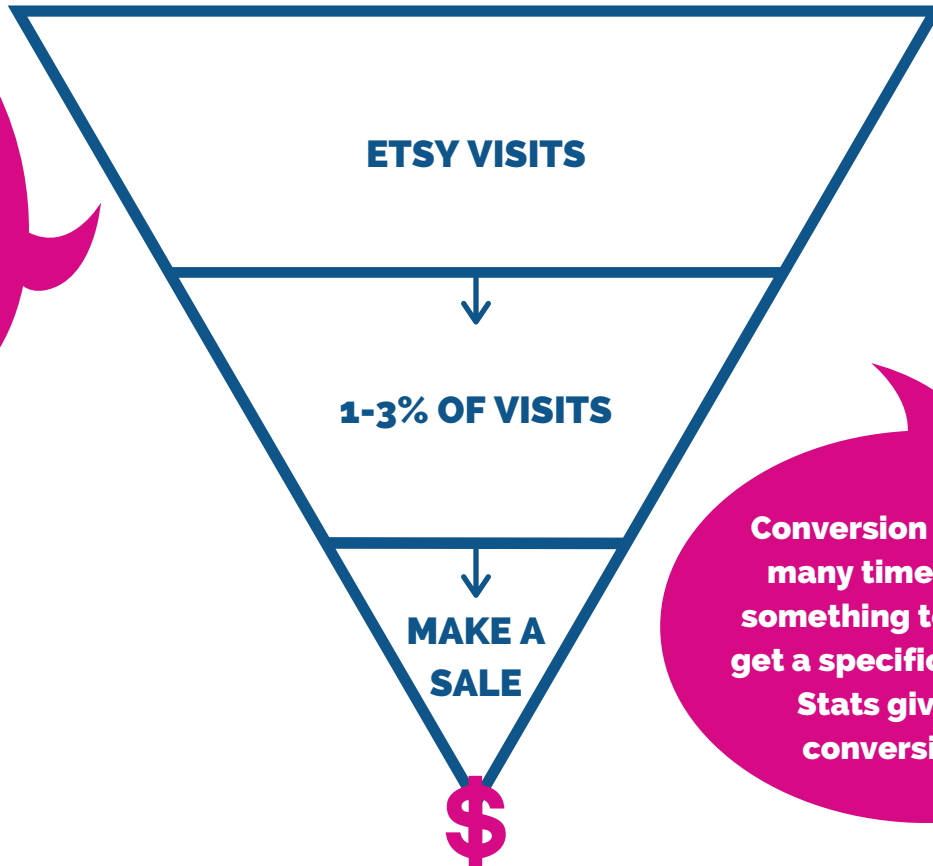 ETSY VISITS
1-3% OF VISITS
MAKE A
SALE
$
Conversion
many time
something t
get a specific
Stats giv
conversi